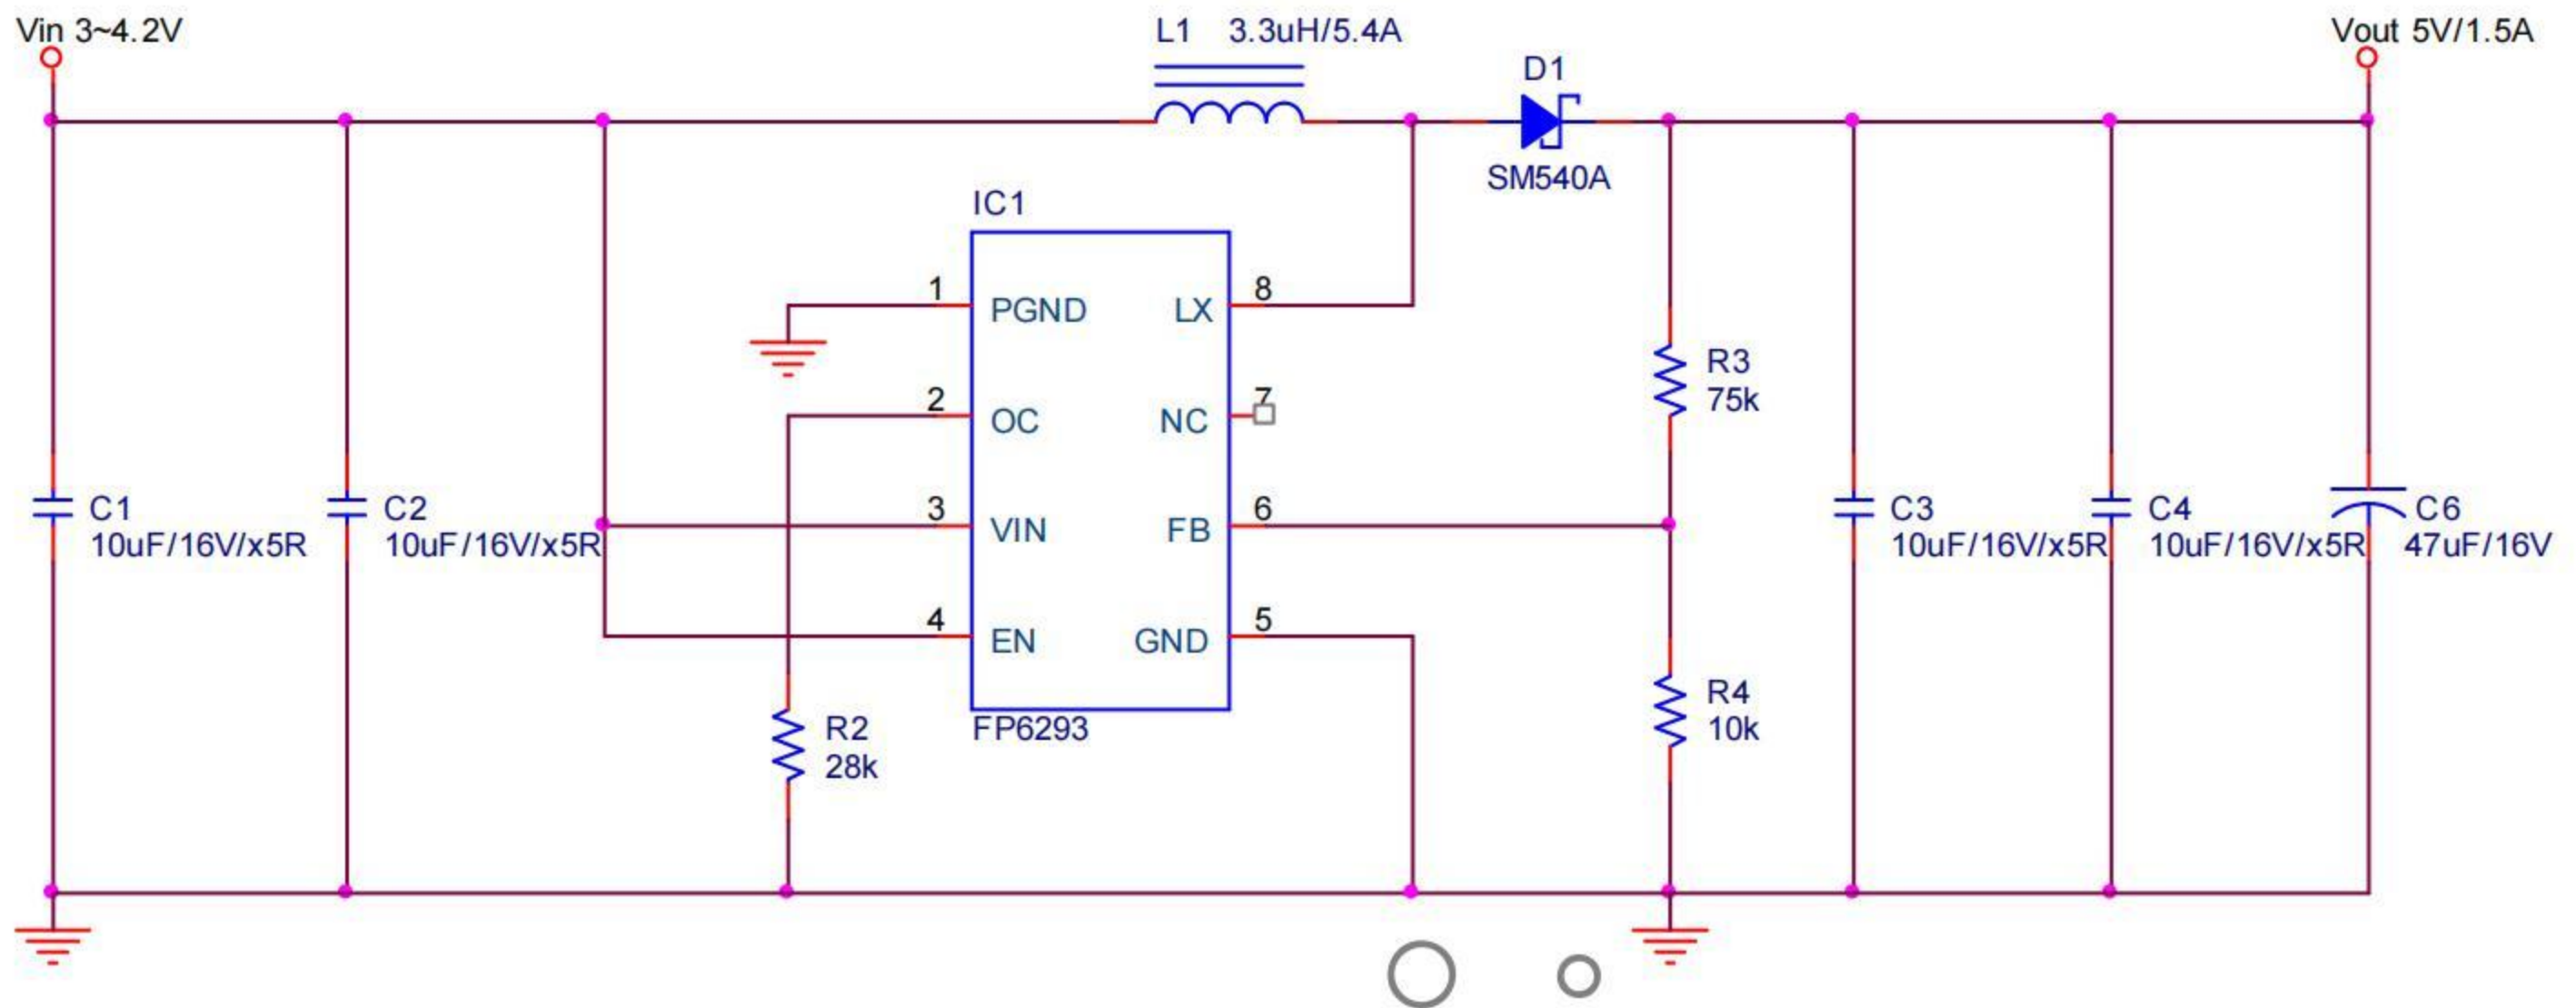 Vin 3~4.2V
L1 3.3uH/5.4A
Vout 5V/1.5A
D1
SM540A
IC1
1
PGND
LX
8
2
OC
NC
7
3
VIN
FB
6
4
EN
GND
5
FP6293
R3
75k
R4
10k
R2
28k
C1
10uF/16V/x5R
C2
10uF/16V/x5R
C3
10uF/16V/x5R
C4
10uF/16V/x5R
C6
47uF/16V